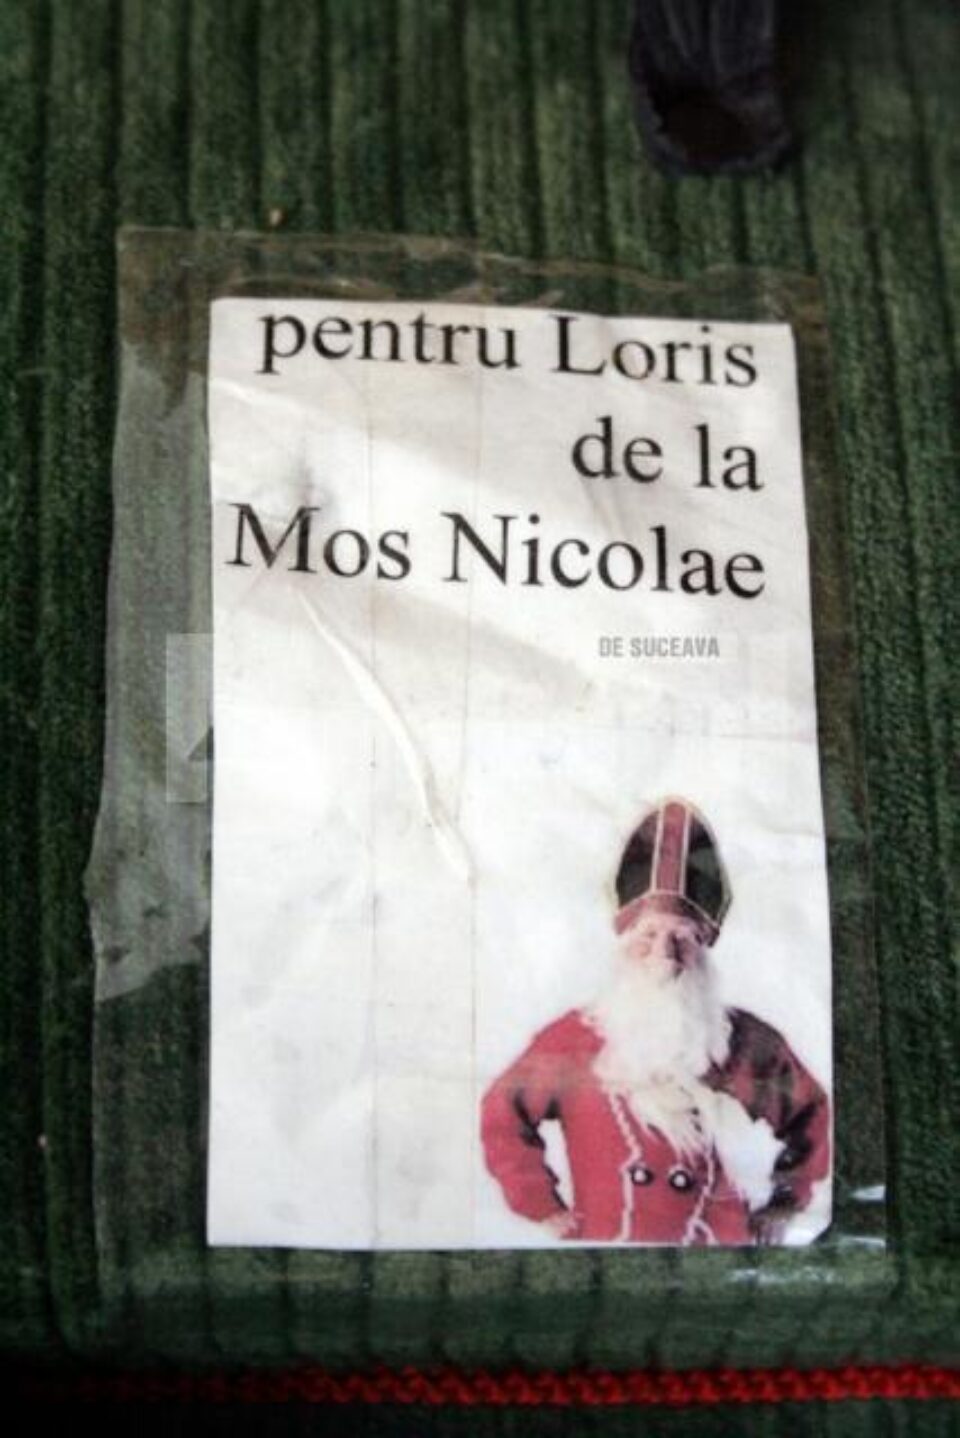 pentru Loris
de la
Mos Nicolae
DE SUCEAVA